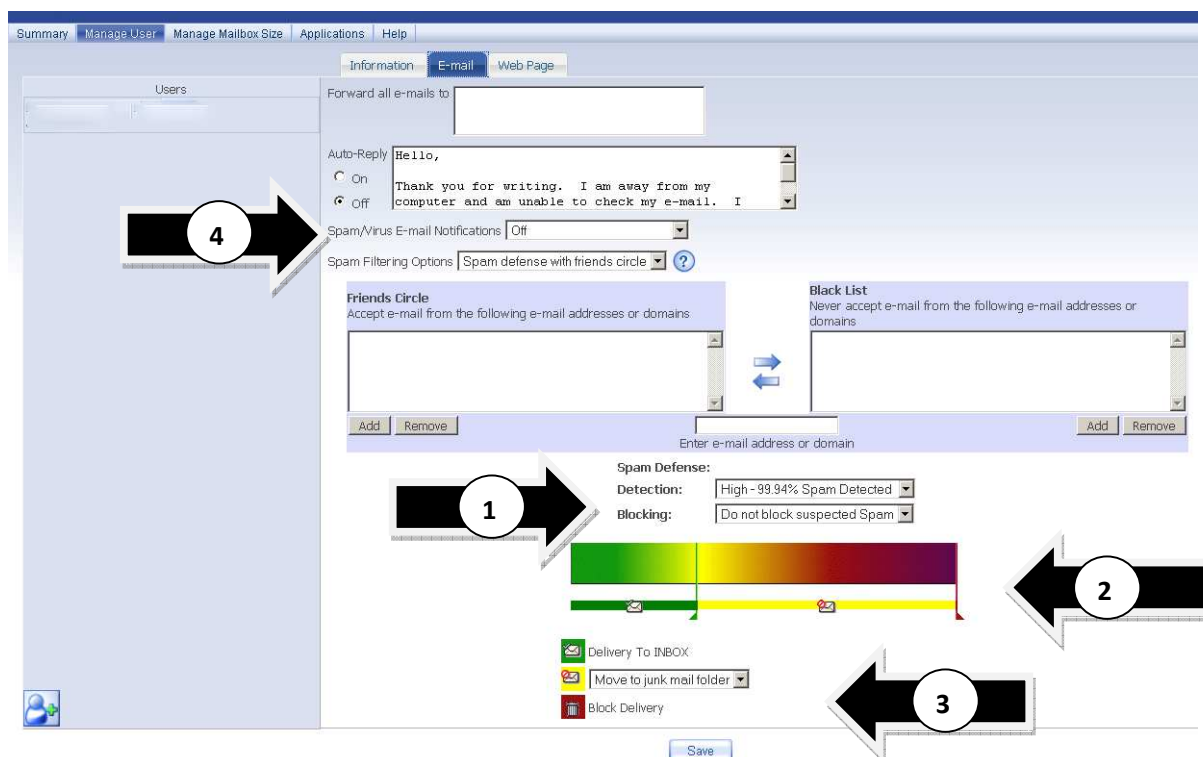 Summary Manage User Manage Mailbox Size Applications Help
Information E-mail Web Page
Users
Forward all e-mails to
Auto-Reply
On
Off
Hello,
Thank you for writing. I am away from my
computer and am unable to check my e-mail. I
4
Spam/Virus E-mail Notifications Off
Spam Filtering Options Spam defense with friends circle ?
Friends Circle
Accept e-mail from the following e-mail addresses or domains
Black List
Never accept e-mail from the following e-mail addresses or
domains
Add Remove
Enter e-mail address or domain
Add Remove
Spam Defense:
Detection: High - 99.94% Spam Detected
Blocking: Do not block suspected Spam
1
2
Delivery To INBOX
Move to junk mail folder
Block Delivery
3
Save